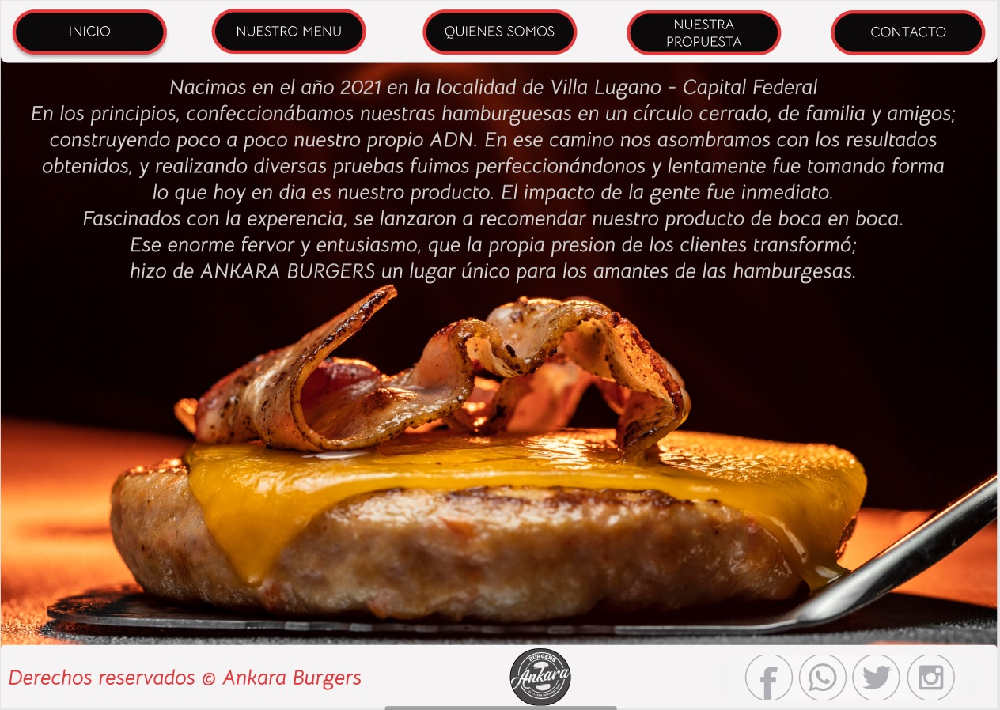 INICIO
NUESTRO MENU
QUIENES SOMOS
NUESTRA
PROPUESTA
CONTACTO
Nacimos en el año 2021 en la localidad de Villa Lugano - Capital Federal
En los principios, confeccionábamos nuestras hamburguesas en un círculo cerrado, de familia y amigos;
construyendo poco a poco nuestro propio ADN. En ese camino nos asombramos con los resultados
obtenidos, y realizando diversas pruebas fuimos perfeccionándonos y lentamente fue tomando forma
lo que hoy en dia es nuestro producto. El impacto de la gente fue inmediato.
Fascinados con la experencia, se lanzaron a recomendar nuestro producto de boca en boca.
Ese enorme fervor y entusiasmo, que la propia presion de los clientes transformó;
hizo de ANKARA BURGERS un lugar único para los amantes de las hamburgesas.
Derechos reservados © Ankara Burgers
BURGERS
Ankara